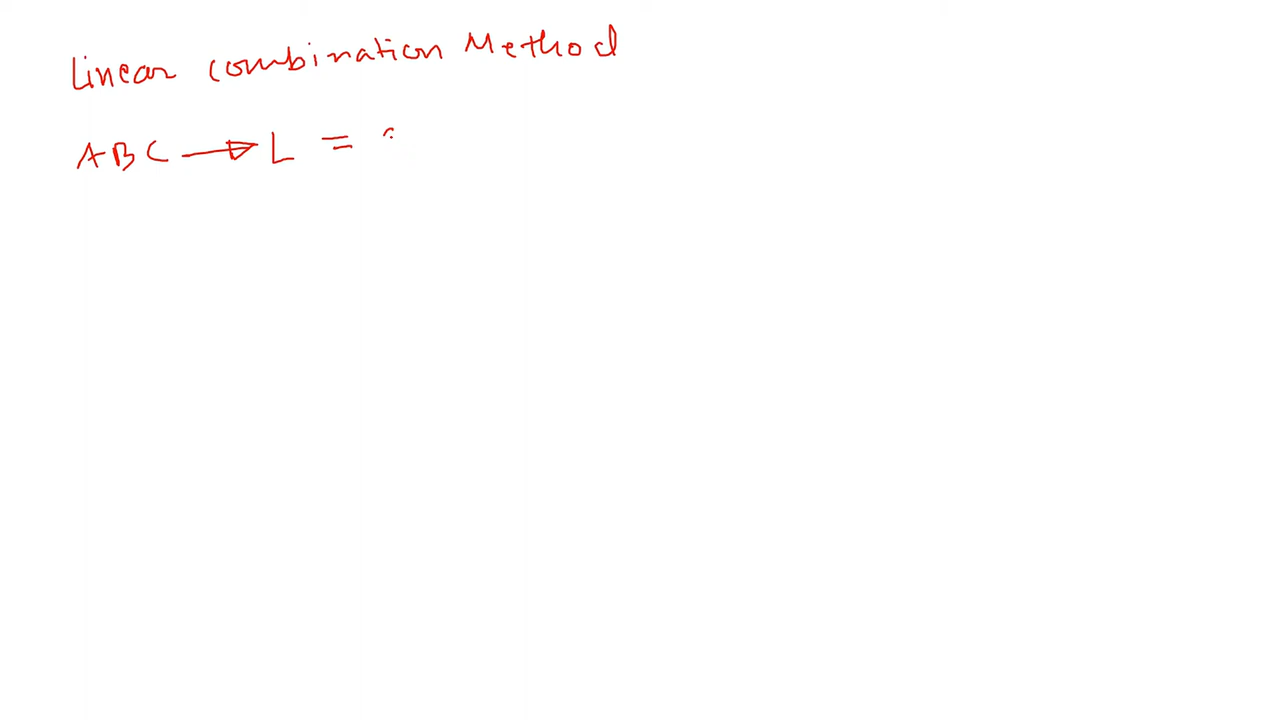 Linear combination Method
ABC → L =